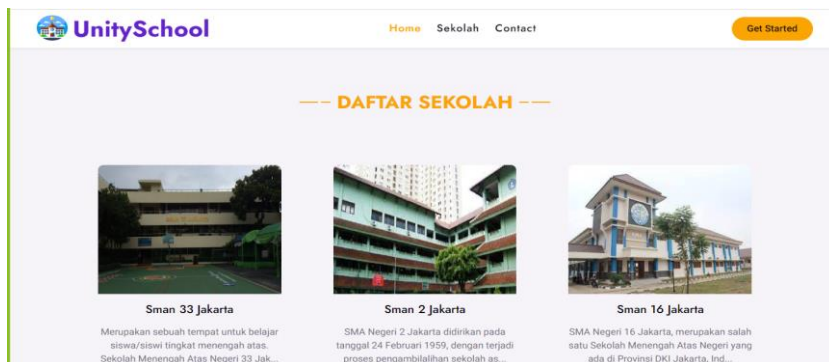 UnitySchool
Home Sekolah Contact
Get Started
DAFTAR SEKOLAH
Sman 33 Jakarta
Merupakan sebuah tempat untuk belajar
siswa/siswi tingkat menengah atas.
Sekolah Menengah Atas Negeri 33 Jak...
Sman 2 Jakarta
SMA Negeri 2 Jakarta didirikan pada
tanggal 24 Februari 1959, dengan terjadi
proses pengambilalihan sekolah as...
Sman 16 Jakarta
SMA Negeri 16 Jakarta, merupakan salah
satu Sekolah Menengah Atas Negeri yang
ada di Provinsi DKI Jakarta, Ind...